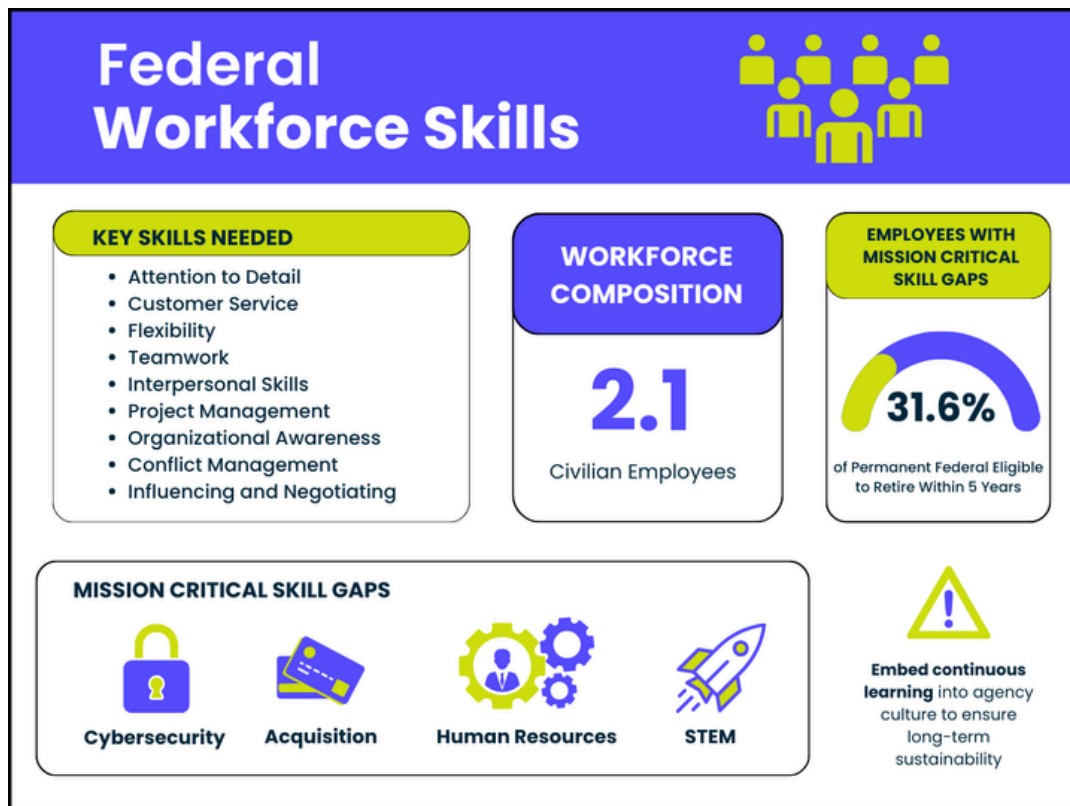 Federal
Workforce Skills
KEY SKILLS NEEDED
• Attention to Detail
• Customer Service
• Flexibility
• Teamwork
• Interpersonal Skills
• Project Management
• Organizational Awareness
• Conflict Management
• Influencing and Negotiating
WORKFORCE
COMPOSITION
2.1
Civilian Employees
EMPLOYEES WITH
MISSION CRITICAL
SKILL GAPS
31.6%
of Permanent Federal Eligible
to Retire Within 5 Years
MISSION CRITICAL SKILL GAPS
Cybersecurity
Acquisition
Human Resources
STEM
Embed continuous
learning into agency
culture to ensure
long-term
sustainability